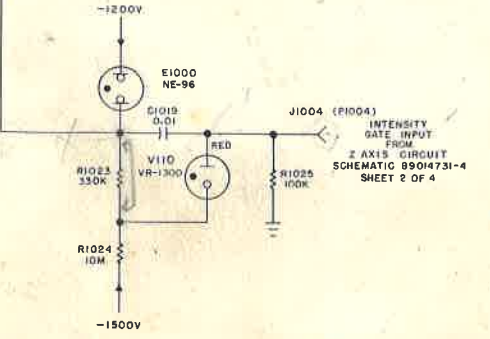 -1200V
E1000
NE-96
C1019
0.01
J1004 (P1004)
INTENSITY
GATE INPUT
FROM
Z AXIS CIRCUIT
SCHEMATIC B9014731-4
SHEET 2 OF 4
RED
R1023
330K
V110
VR-1300
R1025
100K
R1024
10M
-1500V